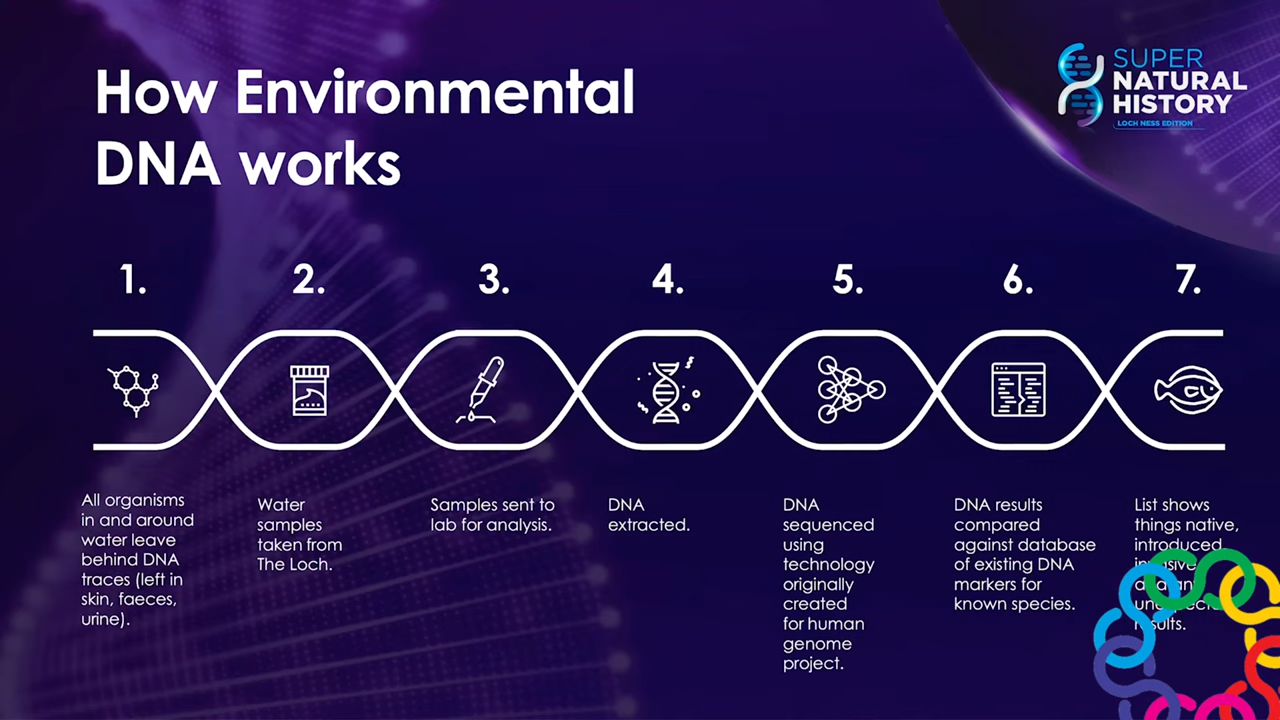 How Environmental
DNA works
SUPER
NATURAL
HISTORY
LOCH NESS EDITION
1.
2.
3.
4.
5.
6.
7.
All organisms
in and around
water leave
behind DNA
traces (left in
skin, faeces,
urine).
Water
samples
taken from
The Loch.
Samples sent to
lab for analysis.
DNA
extracted.
DNA
sequenced
using
technology
originally
created
for human
genome
project.
DNA results
compared
against database
of existing DNA
markers for
known species.
List shows
things native,
introduced
results.